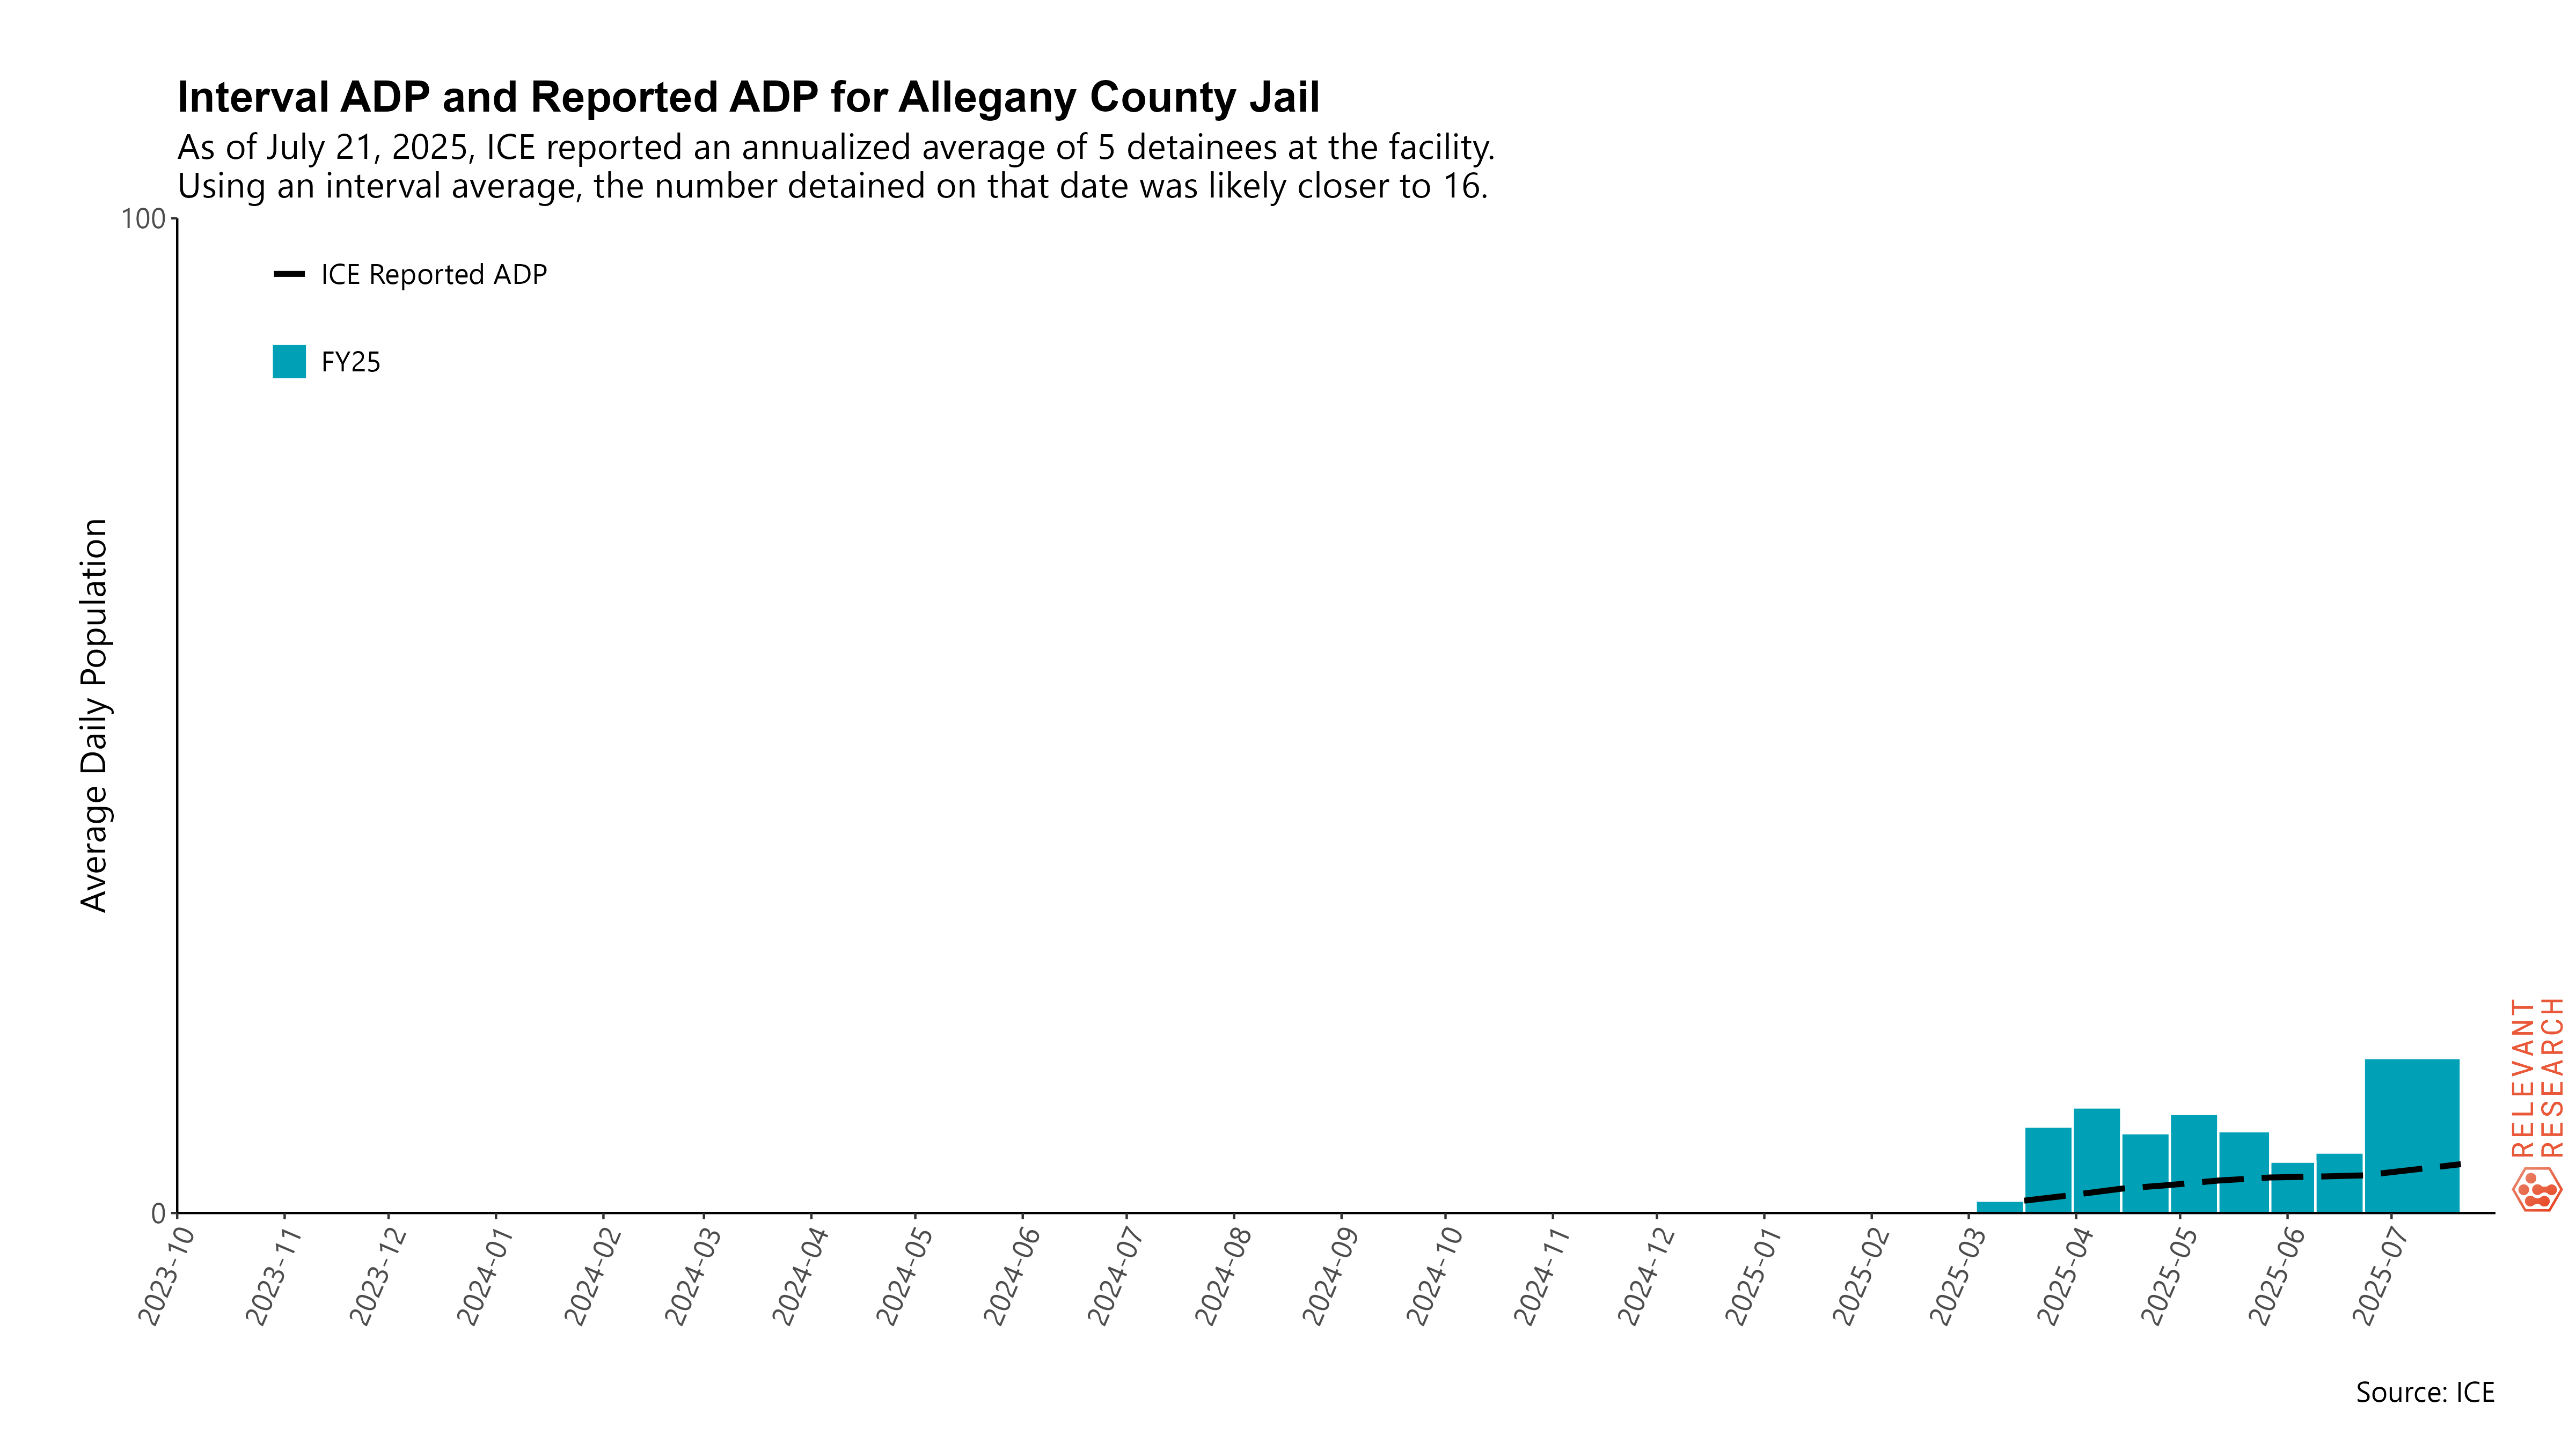 Interval ADP and Reported ADP for Allegany County Jail
As of July 21, 2025, ICE reported an annualized average of 5 detainees at the facility.
Using an interval average, the number detained on that date was likely closer to 16.
100
ICE Reported ADP
FY25
Average Daily Population
0
2023-10
2023-11
2023-12
2024-01
2024-02
2024-03
2024-04
2024-05
2024-06
2024-07
2024-08
2024-09
2024-10
2024-11
2024-12
2025-01
2025-02
2025-03
2025-04
2025-05
2025-06
2025-07
RELEVANT
RESEARCH
Source: ICE